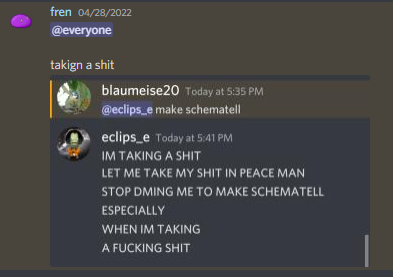 fren 04/28/2022
@everyone
takign a shit
blaumeise20 Today at 5:35 PM
@eclips_e make schematell
eclips_e Today at 5:41 PM
IM TAKING A SHIT
LET ME TAKE MY SHIT IN PEACE MAN
STOP DMING ME TO MAKE SCHEMATELL
ESPECIALLY
WHEN IM TAKING
A FUCKING SHIT